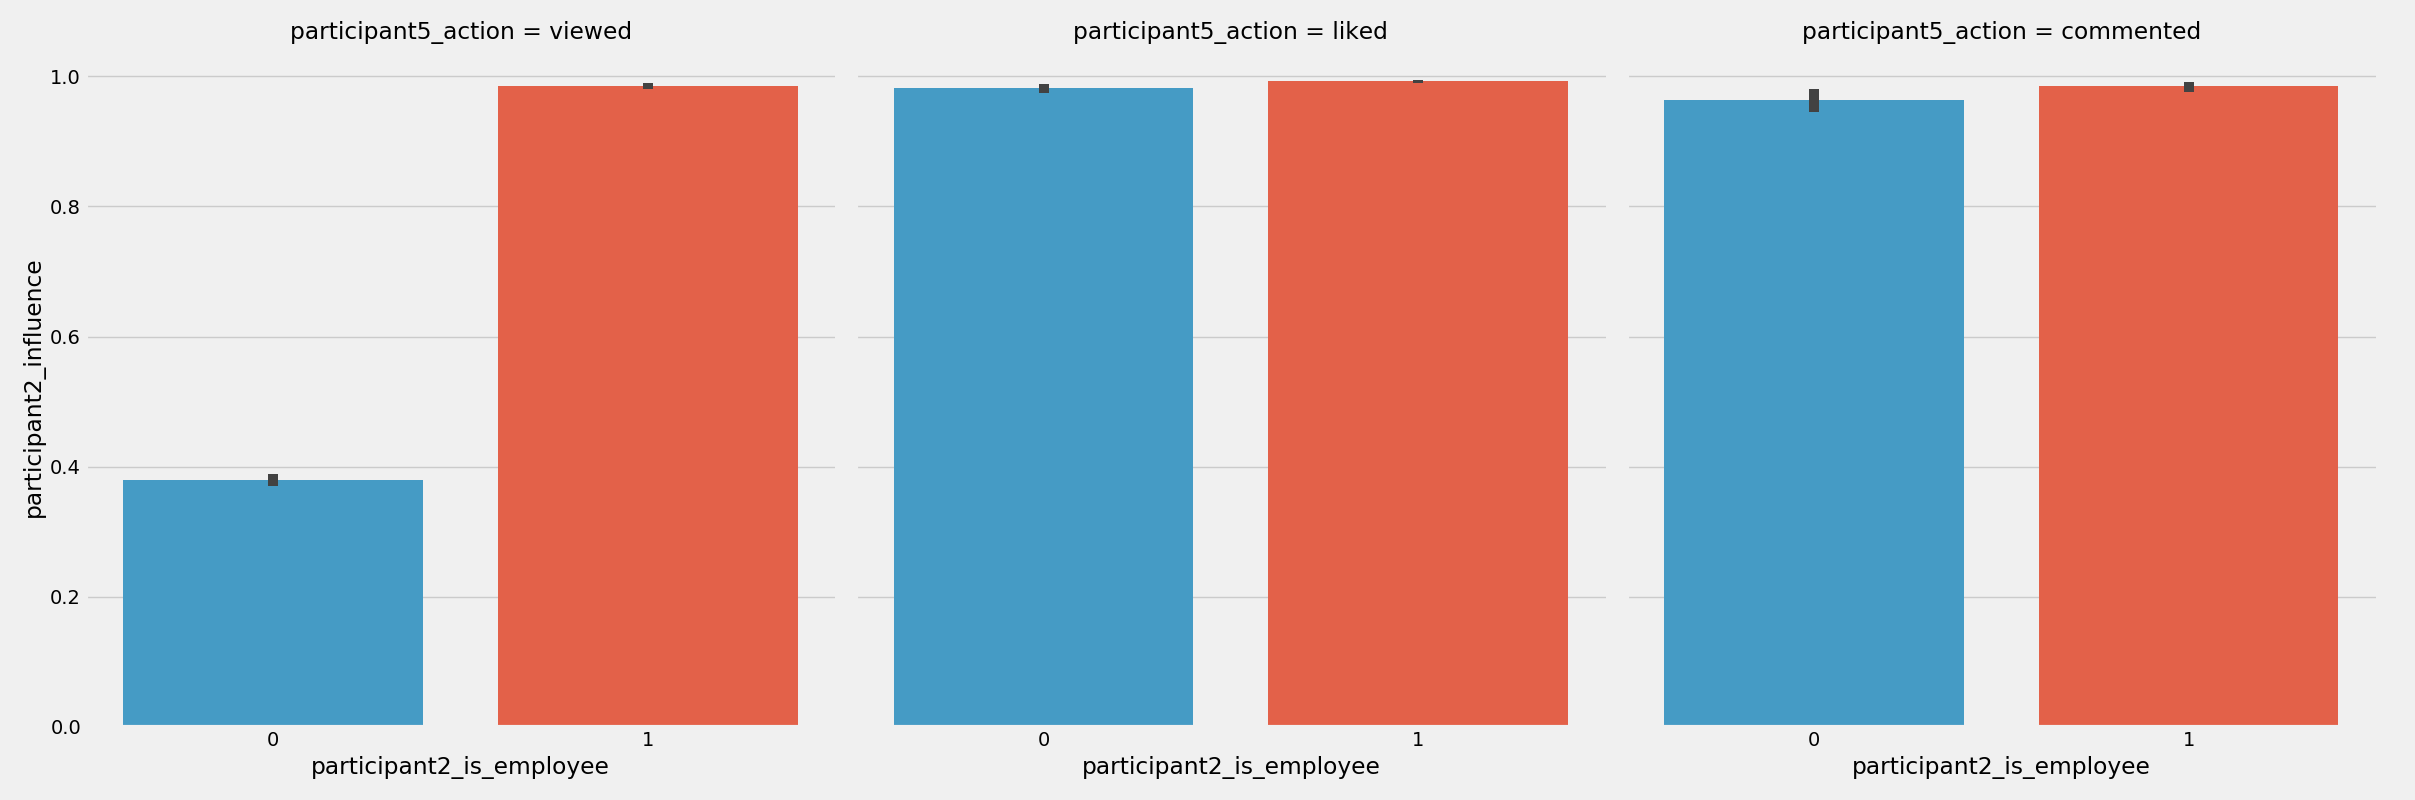 participant5_action = viewed
participant5_action = liked
participant5_action = commented
participant2_influence
1.0
0.8
0.6
0.4
0.2
0.0
0
1
0
1
0
1
participant2_is_employee
participant2_is_employee
participant2_is_employee